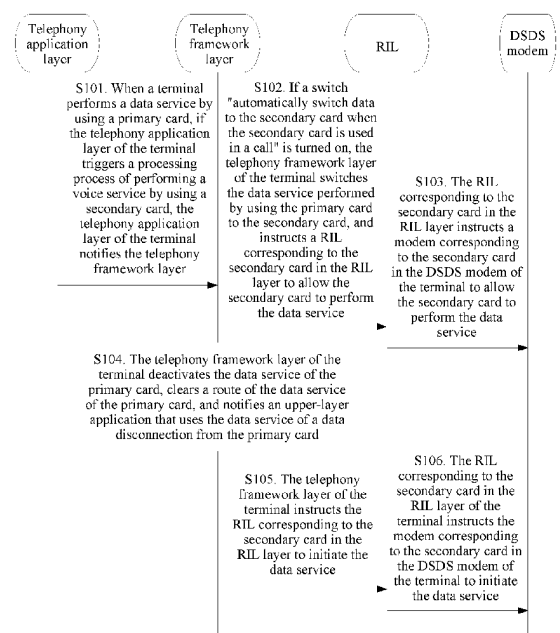 Telephony
application
layer
Telephony
framework
layer
RIL
DSDS
modem
S101. When a terminal
performs a data service by
using a primary card, if
the telephony application
layer of the terminal
triggers a processing
process of performing a
voice service by using a
secondary card, the
telephony application
layer of the terminal
notifies the telephony
framework layer
S102. If a switch
"automatically switch data
to the secondary card when
the secondary card is used
in a call" is turned on, the
telephony framework layer
of the terminal switches
the data service performed
by using the primary card
to the secondary card, and
instructs a RIL
corresponding to the
secondary card in the RIL
layer to allow the
secondary card to perform
the data service
S103. The RIL
corresponding to the
secondary card in the
RIL layer instructs a
modem corresponding
to the secondary card
in the DSDS modem of
the terminal to allow
the secondary card to
perform the data
service
S104. The telephony framework layer of the
terminal deactivates the data service of the
primary card, clears a route of the data service
of the primary card, and notifies an upper-layer
application that uses the data service of a data
disconnection from the primary card
S105. The telephony
framework layer of the
terminal instructs the
RIL corresponding to the
secondary card in the
RIL layer to initiate the
data service
S106. The RIL
corresponding to the
secondary card in the
RIL layer of the
terminal instructs the
modem corresponding
to the secondary card in
the DSDS modem of
the terminal to initiate
the data service